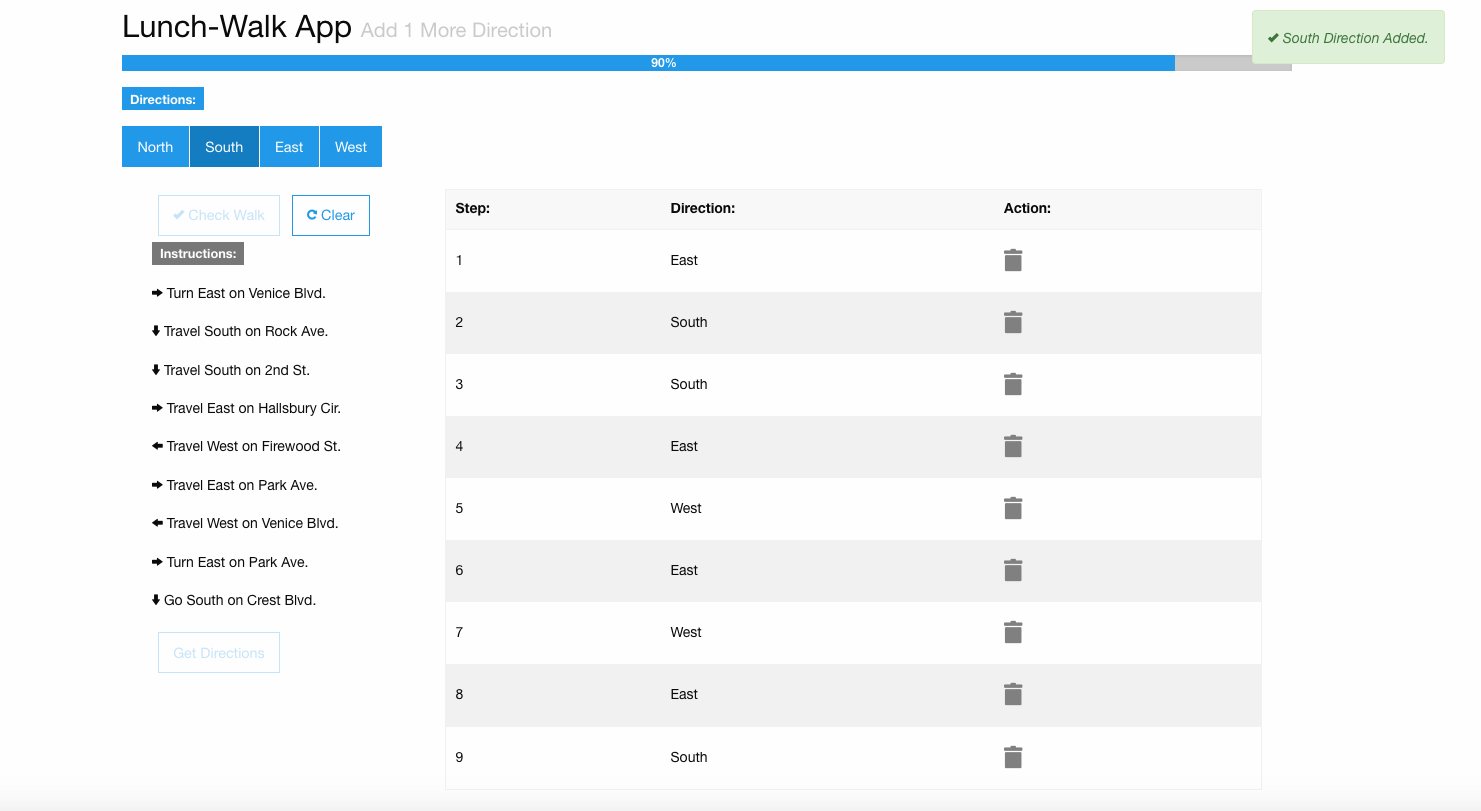 Lunch-Walk App Add 1 More Direction
South Direction Added.
90%
Directions:
North South East West
Check Walk Clear
Instructions:
Turn East on Venice Blvd.
Travel South on Rock Ave.
Travel South on 2nd St.
Travel East on Hallsbury Cir.
Travel West on Firewood St.
Travel East on Park Ave.
Travel West on Venice Blvd.
Turn East on Park Ave.
Go South on Crest Blvd.
Get Directions
Step: Direction: Action:
1 East
2 South
3 South
4 East
5 West
6 East
7 West
8 East
9 South